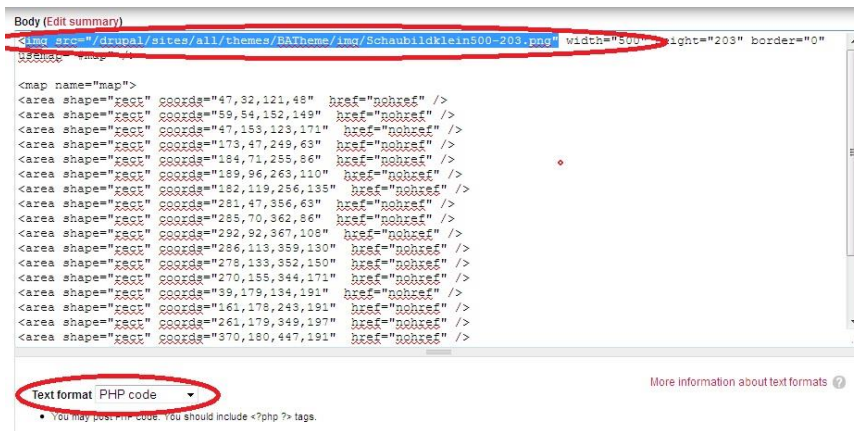 Body (Edit summary)
<img src="/drupal/sites/all/themes/BATheme/img/Schaubildklein500-203.png" width="500" height="203" border="0"
usemap="#map" />
<map name="map">
<area shape="rect" coords="47,32,121,48" href="nohref" />
<area shape="rect" coords="59,54,152,149" href="nohref" />
<area shape="rect" coords="47,153,123,171" href="nohref" />
<area shape="rect" coords="173,47,249,63" href="nohref" />
<area shape="rect" coords="184,71,255,86" href="nohref" />
<area shape="rect" coords="189,96,263,110" href="nohref" />
<area shape="rect" coords="182,119,256,135" href="nohref" />
<area shape="rect" coords="281,47,356,63" href="nohref" />
<area shape="rect" coords="285,70,362,86" href="nohref" />
<area shape="rect" coords="292,92,367,108" href="nohref" />
<area shape="rect" coords="286,113,359,130" href="nohref" />
<area shape="rect" coords="278,133,352,150" href="nohref" />
<area shape="rect" coords="270,155,344,171" href="nohref" />
<area shape="rect" coords="39,179,134,191" href="nohref" />
<area shape="rect" coords="161,178,243,191" href="nohref" />
<area shape="rect" coords="261,179,349,197" href="nohref" />
<area shape="rect" coords="370,180,447,191" href="nohref" />
More information about text formats ?
Text format PHP code
• You may post PHP code. You should include <?php ?> tags.